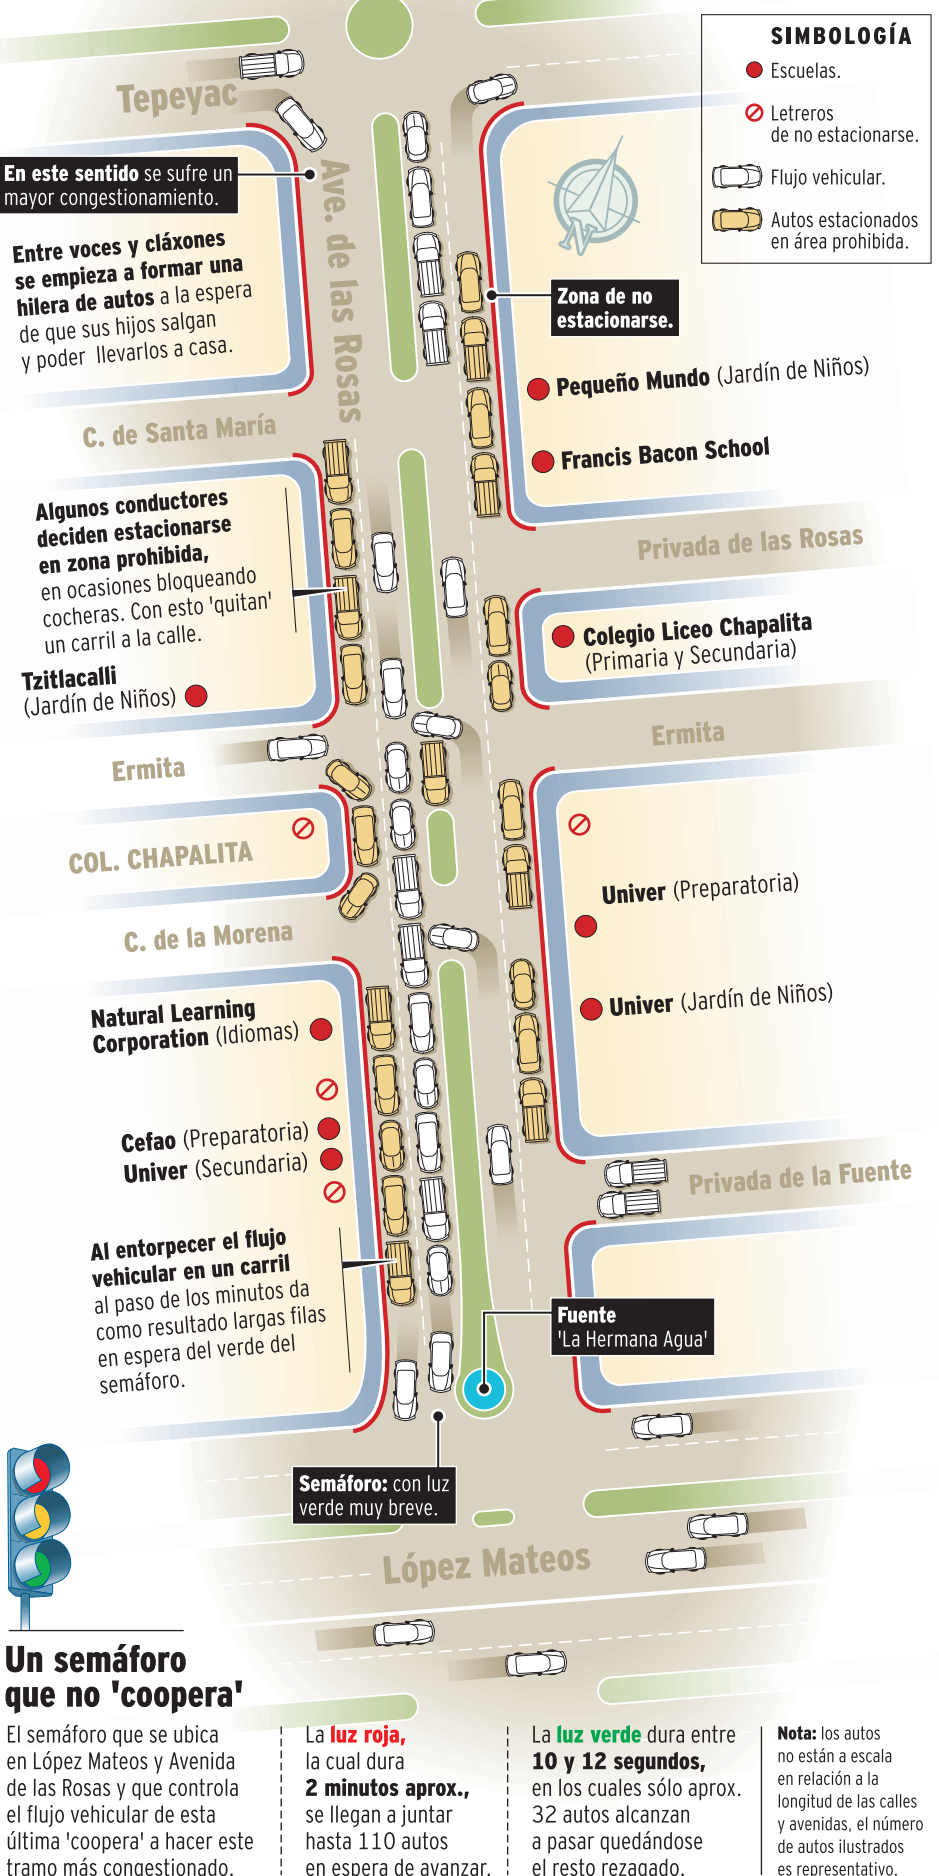 SIMBOLOGÍA
Escuelas.
Letreros
de no estacionarse.
Flujo vehicular.
Autos estacionados
en área prohibida.
Tepeyac
Ave. de las Rosas
En este sentido se sufre un
mayor congestionamiento.
Entre voces y cláxones
se empieza a formar una
hilera de autos a la espera
de que sus hijos salgan
y poder llevarlos a casa.
N
Zona de no
estacionarse.
Pequeño Mundo (Jardín de Niños)
Francis Bacon School
C. de Santa María
Privada de las Rosas
Algunos conductores
deciden estacionarse
en zona prohibida,
en ocasiones bloqueando
cocheras. Con esto 'quitan'
un carril a la calle.
Colegio Liceo Chapalita
(Primaria y Secundaria)
Tzitlacalli
(Jardín de Niños)
Ermita
Ermita
COL. CHAPALITA
Univer (Preparatoria)
C. de la Morena
Univer (Jardín de Niños)
Natural Learning
Corporation (Idiomas)
Cefao (Preparatoria)
Univer (Secundaria)
Privada de la Fuente
Al entorpecer el flujo
vehicular en un carril
al paso de los minutos da
como resultado largas filas
en espera del verde del
semáforo.
Fuente
'La Hermana Agua'
Semáforo: con luz
verde muy breve.
López Mateos
Un semáforo
que no 'coopera'
El semáforo que se ubica
en López Mateos y Avenida
de las Rosas y que controla
el flujo vehicular de esta
última 'coopera' a hacer este
tramo más congestionado.
La luz roja,
la cual dura
2 minutos aprox.,
se llegan a juntar
hasta 110 autos
en espera de avanzar.
La luz verde dura entre
10 y 12 segundos,
en los cuales sólo aprox.
32 autos alcanzan
a pasar quedándose
el resto rezagado.
Nota: los autos
no están a escala
en relación a la
longitud de las calles
y avenidas, el número
de autos ilustrados
es representativo.